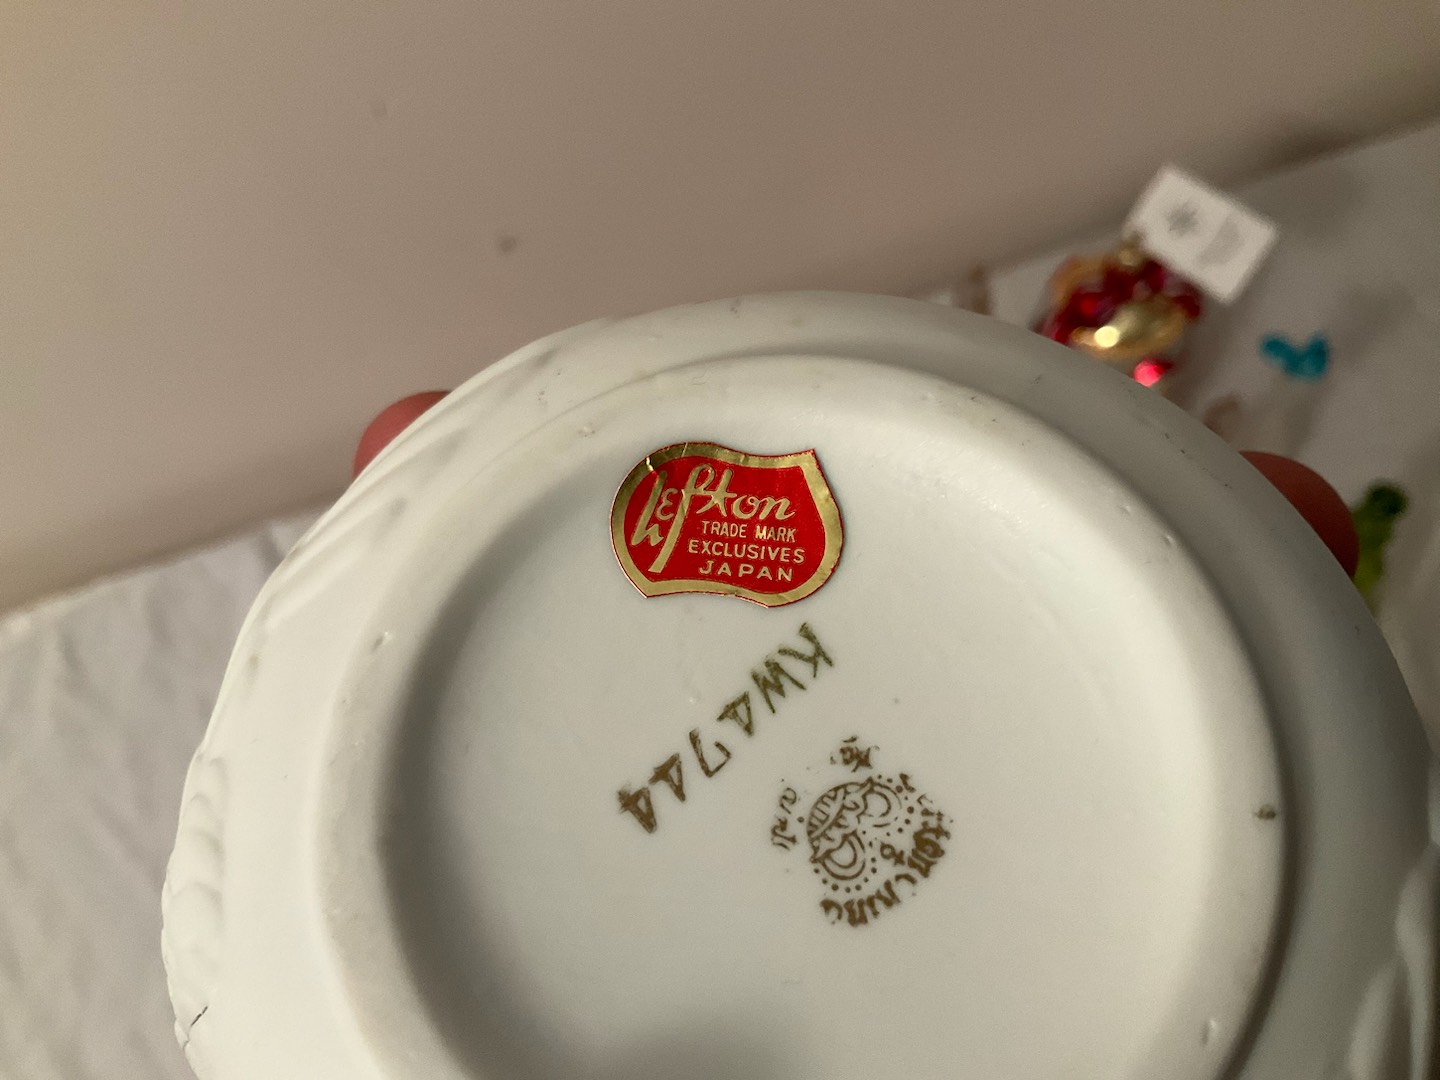 Lefton
TRADE MARK
EXCLUSIVES
JAPAN
KW4744